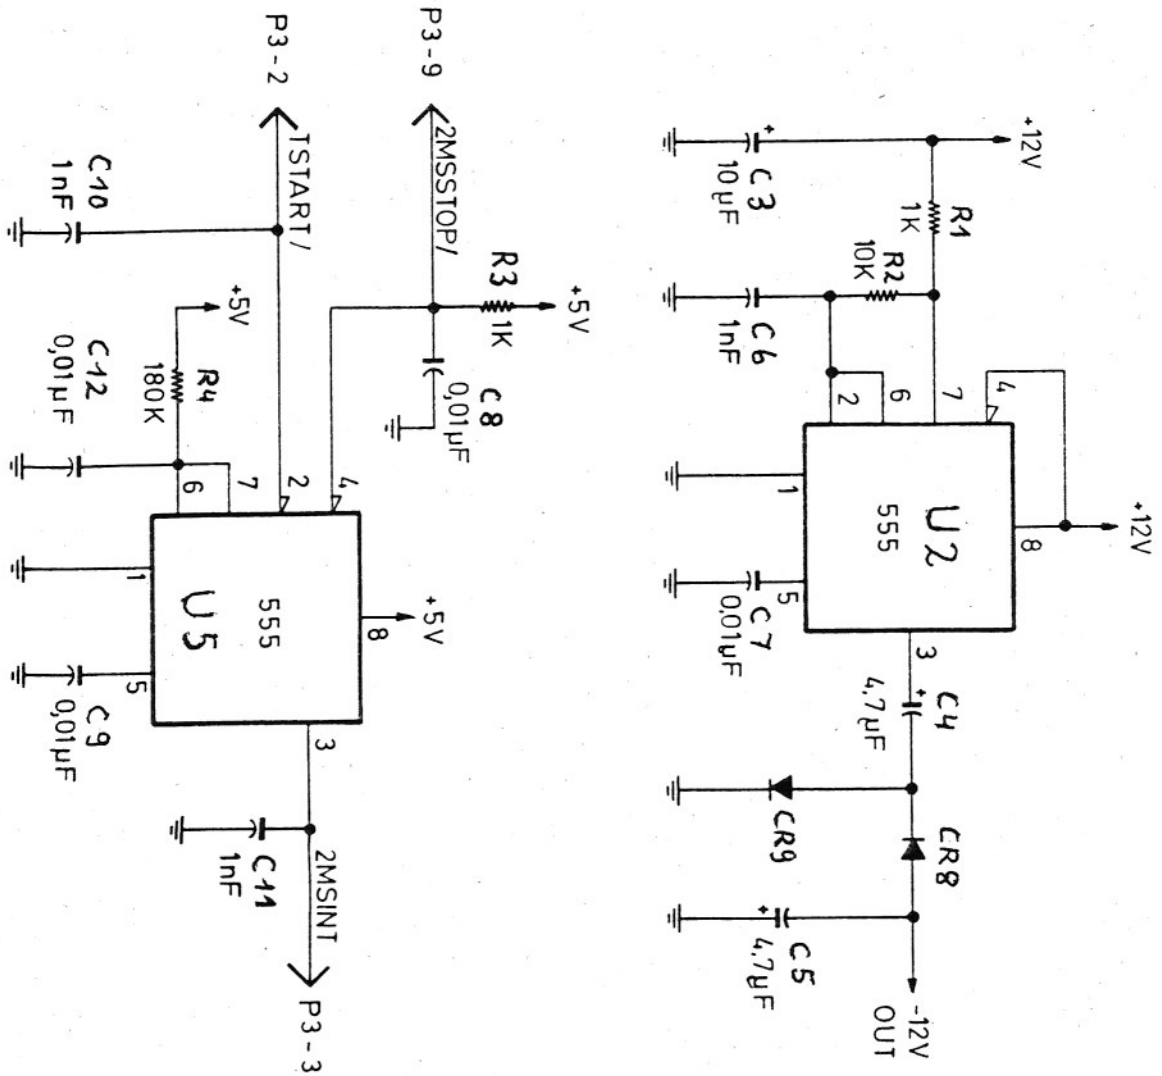 +12V
R1
1K
C3
10µF
+
R2
10K
C6
1nF
+12V
4
7
6
2
8
U2
555
1
5
3
C7
0,01µF
C4
4,7µF
+
CR9
CR8
C5
4,7µF
+
-12V
OUT
P3-9
2MSSTOP/
R3
1K
+5V
C8
0,01µF
P3-2
TSTART/
C10
1nF
+5V
R4
180K
C12
0,01µF
4
2
7
6
+5V
8
555
U5
1
5
3
C9
0,01µF
C11
1nF
2MSINT
P3-3